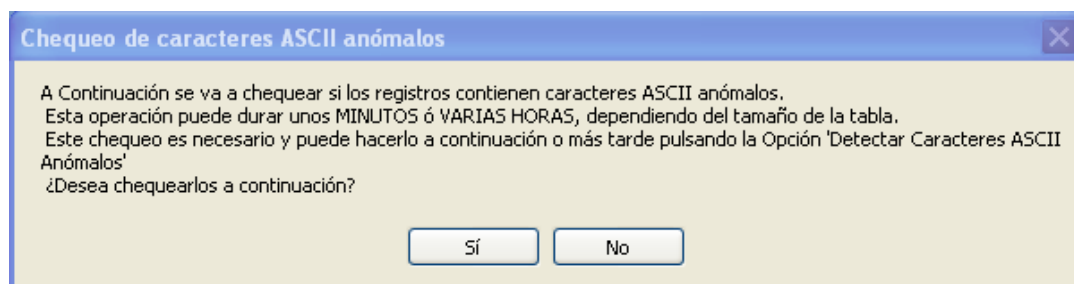 Chequeo de caracteres ASCII anómalos
A Continuación se va a chequear si los registros contienen caracteres ASCII anómalos.
Esta operación puede durar unos MINUTOS ó VARIAS HORAS, dependiendo del tamaño de la tabla.
Este chequeo es necesario y puede hacerlo a continuación o más tarde pulsando la Opción 'Detectar Caracteres ASCII
Anómalos'
¿Desea chequearlos a continuación?
Sí No